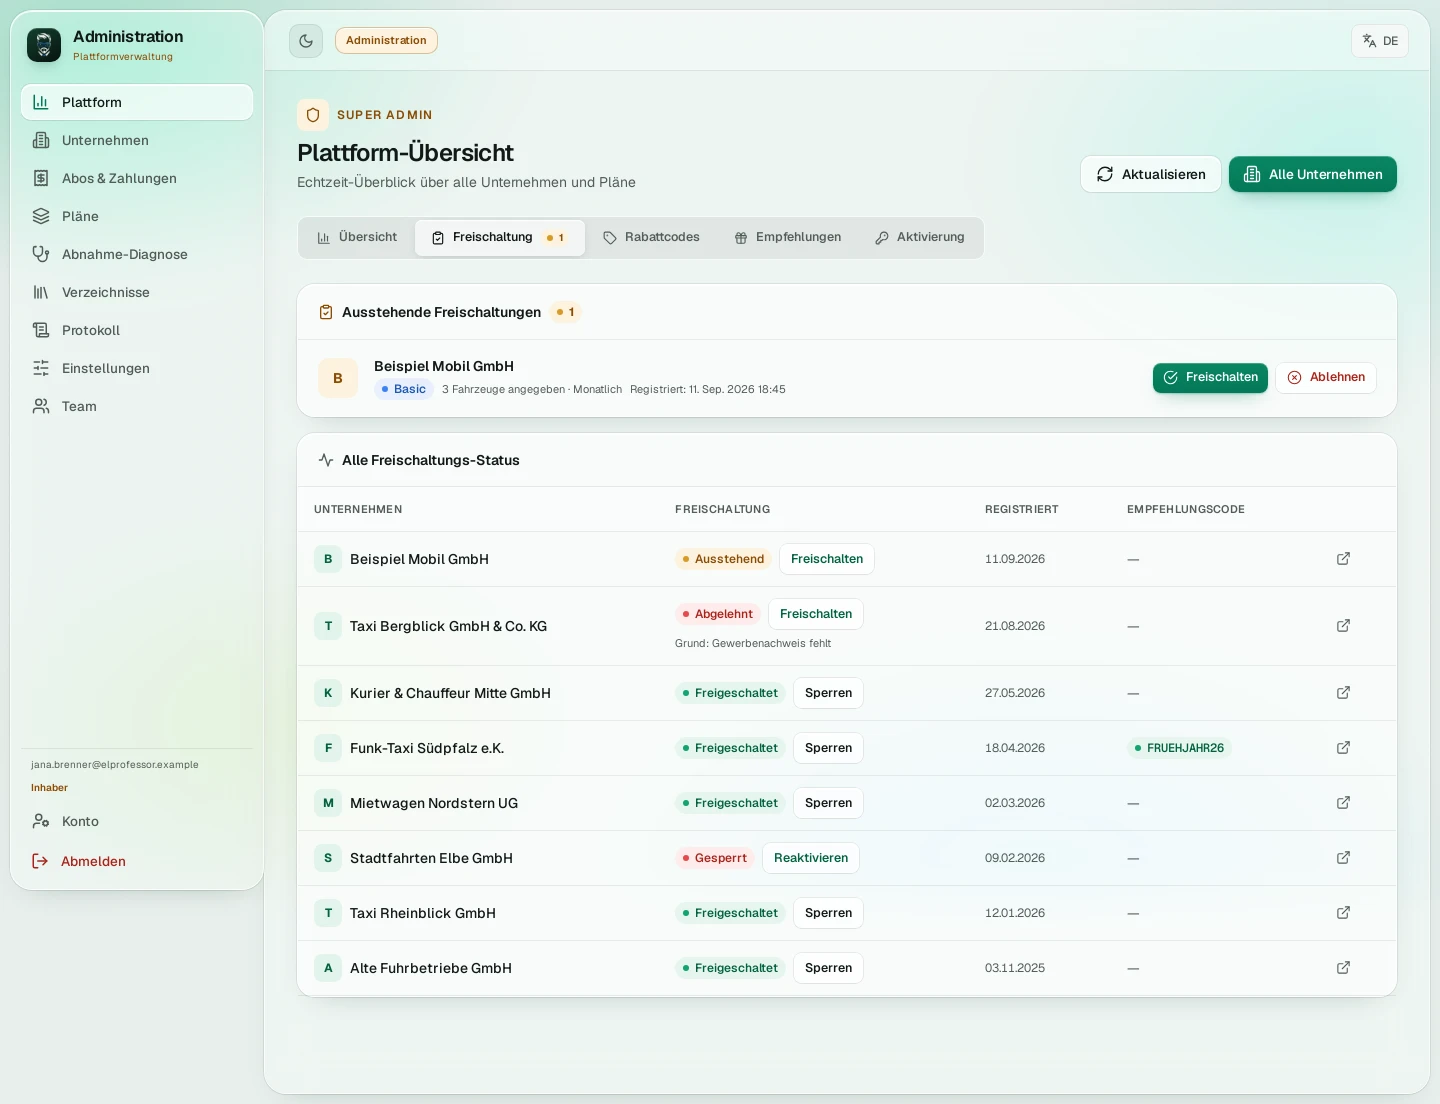 Administration
Plattformverwaltung
Plattform
Unternehmen
Abos & Zahlungen
Pläne
Abnahme-Diagnose
Verzeichnisse
Protokoll
Einstellungen
Team
jana.brenner@elprofessor.example
Inhaber
Konto
Abmelden
Administration
DE
SUPER ADMIN
Plattform-Übersicht
Echtzeit-Überblick über alle Unternehmen und Pläne
Aktualisieren
Alle Unternehmen
Übersicht
Freischaltung 1
Rabattcodes
Empfehlungen
Aktivierung
Ausstehende Freischaltungen 1
B
Beispiel Mobil GmbH
Basic 3 Fahrzeuge angegeben · Monatlich Registriert: 11. Sep. 2026 18:45
Freischalten
Ablehnen
Alle Freischaltungs-Status
UNTERNEHMEN FREISCHALTUNG REGISTRIERT EMPFEHLUNGSCODE
B Beispiel Mobil GmbH Ausstehend Freischalten 11.09.2026 —
T Taxi Bergblick GmbH & Co. KG Abgelehnt Freischalten 21.08.2026 —
Grund: Gewerbenachweis fehlt
K Kurier & Chauffeur Mitte GmbH Freigeschaltet Sperren 27.05.2026 —
F Funk-Taxi Südpfalz e.K. Freigeschaltet Sperren 18.04.2026 FRUEHJAHR26
M Mietwagen Nordstern UG Freigeschaltet Sperren 02.03.2026 —
S Stadtfahrten Elbe GmbH Gesperrt Reaktivieren 09.02.2026 —
T Taxi Rheinblick GmbH Freigeschaltet Sperren 12.01.2026 —
A Alte Fuhrbetriebe GmbH Freigeschaltet Sperren 03.11.2025 —